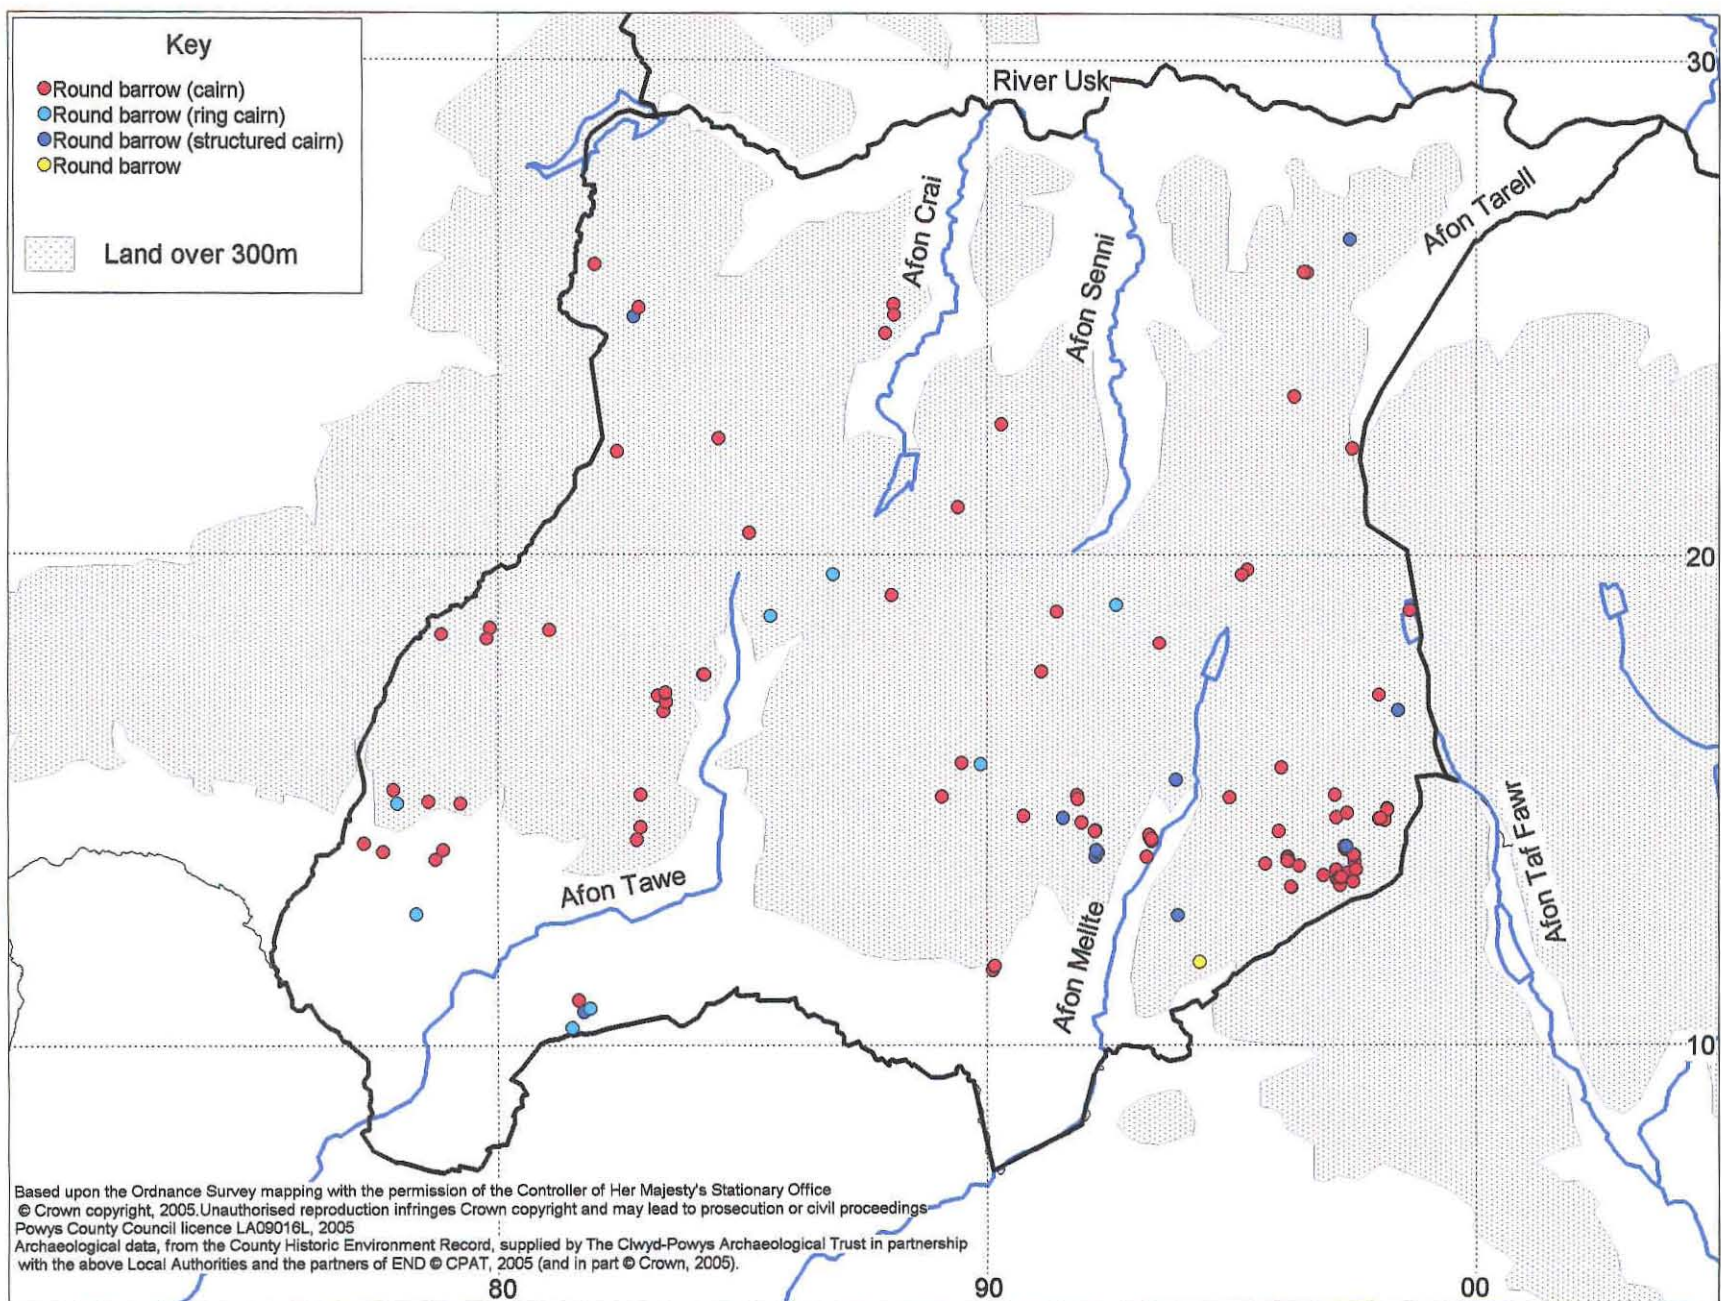 Key
Round barrow (cairn)
Round barrow (ring cairn)
Round barrow (structured cairn)
Round barrow
Land over 300m
River Usk
30
Afon Crai
Afon Senni
Afon Tarell
20
Afon Tawe
Afon Mellte
Afon Taf Fawr
10
Based upon the Ordnance Survey mapping with the permission of the Controller of Her Majesty's Stationary Office
© Crown copyright, 2005.Unauthorised reproduction infringes Crown copyright and may lead to prosecution or civil proceedings
Powys County Council licence LA09016L, 2005
Archaeological data, from the County Historic Environment Record, supplied by The Clwyd-Powys Archaeological Trust in partnership
with the above Local Authorities and the partners of END © CPAT, 2005 (and in part © Crown, 2005).
80
90
00